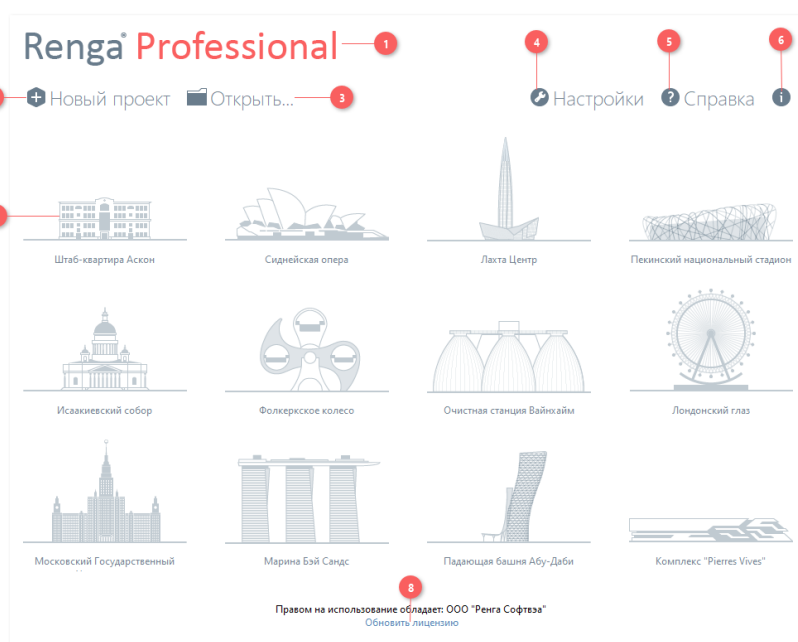 Renga® Professional
1
4
5
6
Новый проект
Открыть...
3
Настройки
? Справка
i
Штаб-квартира Аскон
Сиднейская опера
Лахта Центр
Пекинский национальный стадион
Исаакиевский собор
Фолкеркское колесо
Очистная станция Вайнхайм
Лондонский глаз
Московский Государственный
Марина Бэй Сандс
Падающая башня Абу-Даби
Комплекс "Pierres Vives"
8
Правом на использование обладает: ООО "Ренга Софтвэа"
Обновить лицензию